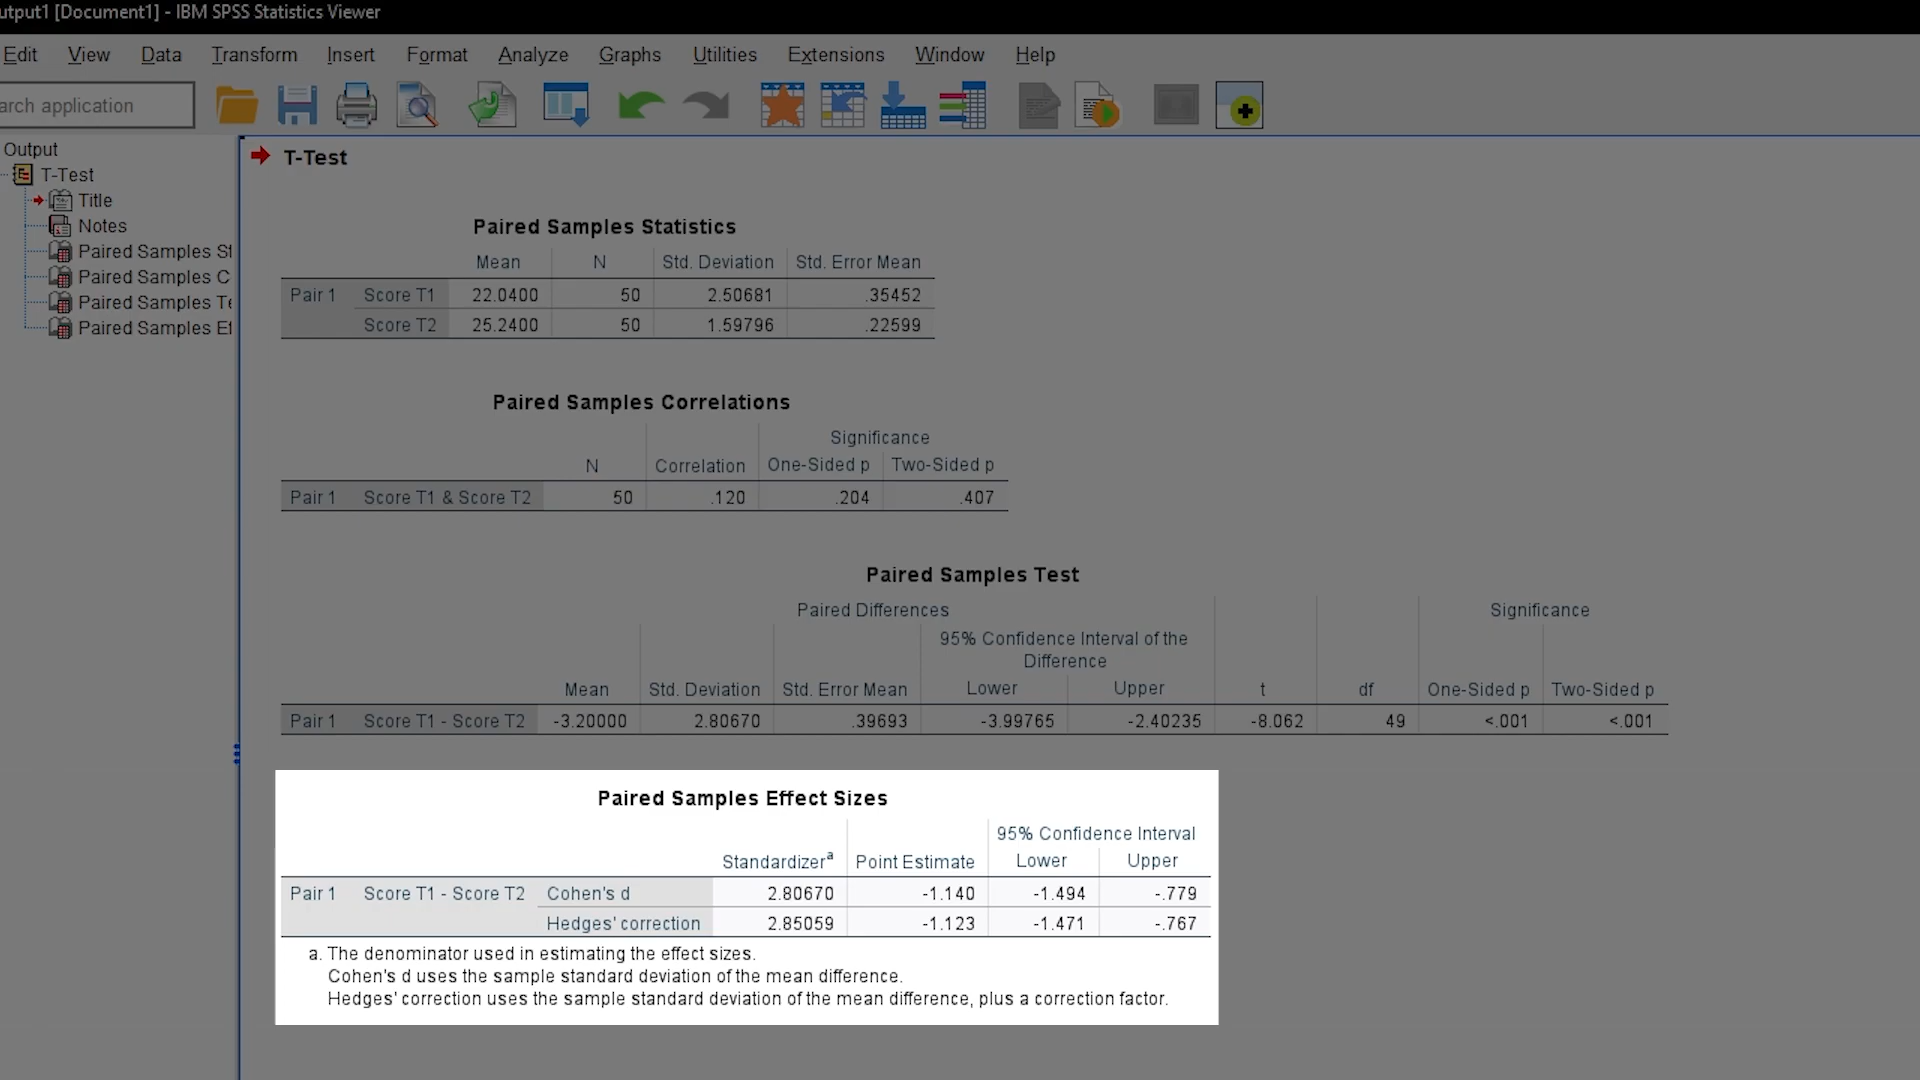 utput1 [Document1] - IBM SPSS Statistics Viewer
Edit View Data Transform Insert Format Analyze Graphs Utilities Extensions Window Help
arch application
Output
T-Test
Title
Notes
Paired Samples St
Paired Samples C
Paired Samples Te
Paired Samples Ef
T-Test
Paired Samples Statistics
Mean N Std. Deviation Std. Error Mean
Pair 1 Score T1 22.0400 50 2.50681 .35452
Score T2 25.2400 50 1.59796 .22599
Paired Samples Correlations
Significance
N Correlation One-Sided p Two-Sided p
Pair 1 Score T1 & Score T2 50 .120 .204 .407
Paired Samples Test
Paired Differences Significance
95% Confidence Interval of the
Difference
Mean Std. Deviation Std. Error Mean Lower Upper t df One-Sided p Two-Sided p
Pair 1 Score T1 - Score T2 -3.20000 2.80670 .39693 -3.99765 -2.40235 -8.062 49 <.001 <.001
Paired Samples Effect Sizes
95% Confidence Interval
Standardizerª Point Estimate Lower Upper
Pair 1 Score T1 - Score T2 Cohen's d 2.80670 -1.140 -1.494 -.779
Hedges' correction 2.85059 -1.123 -1.471 -.767
a. The denominator used in estimating the effect sizes.
Cohen's d uses the sample standard deviation of the mean difference.
Hedges' correction uses the sample standard deviation of the mean difference, plus a correction factor.